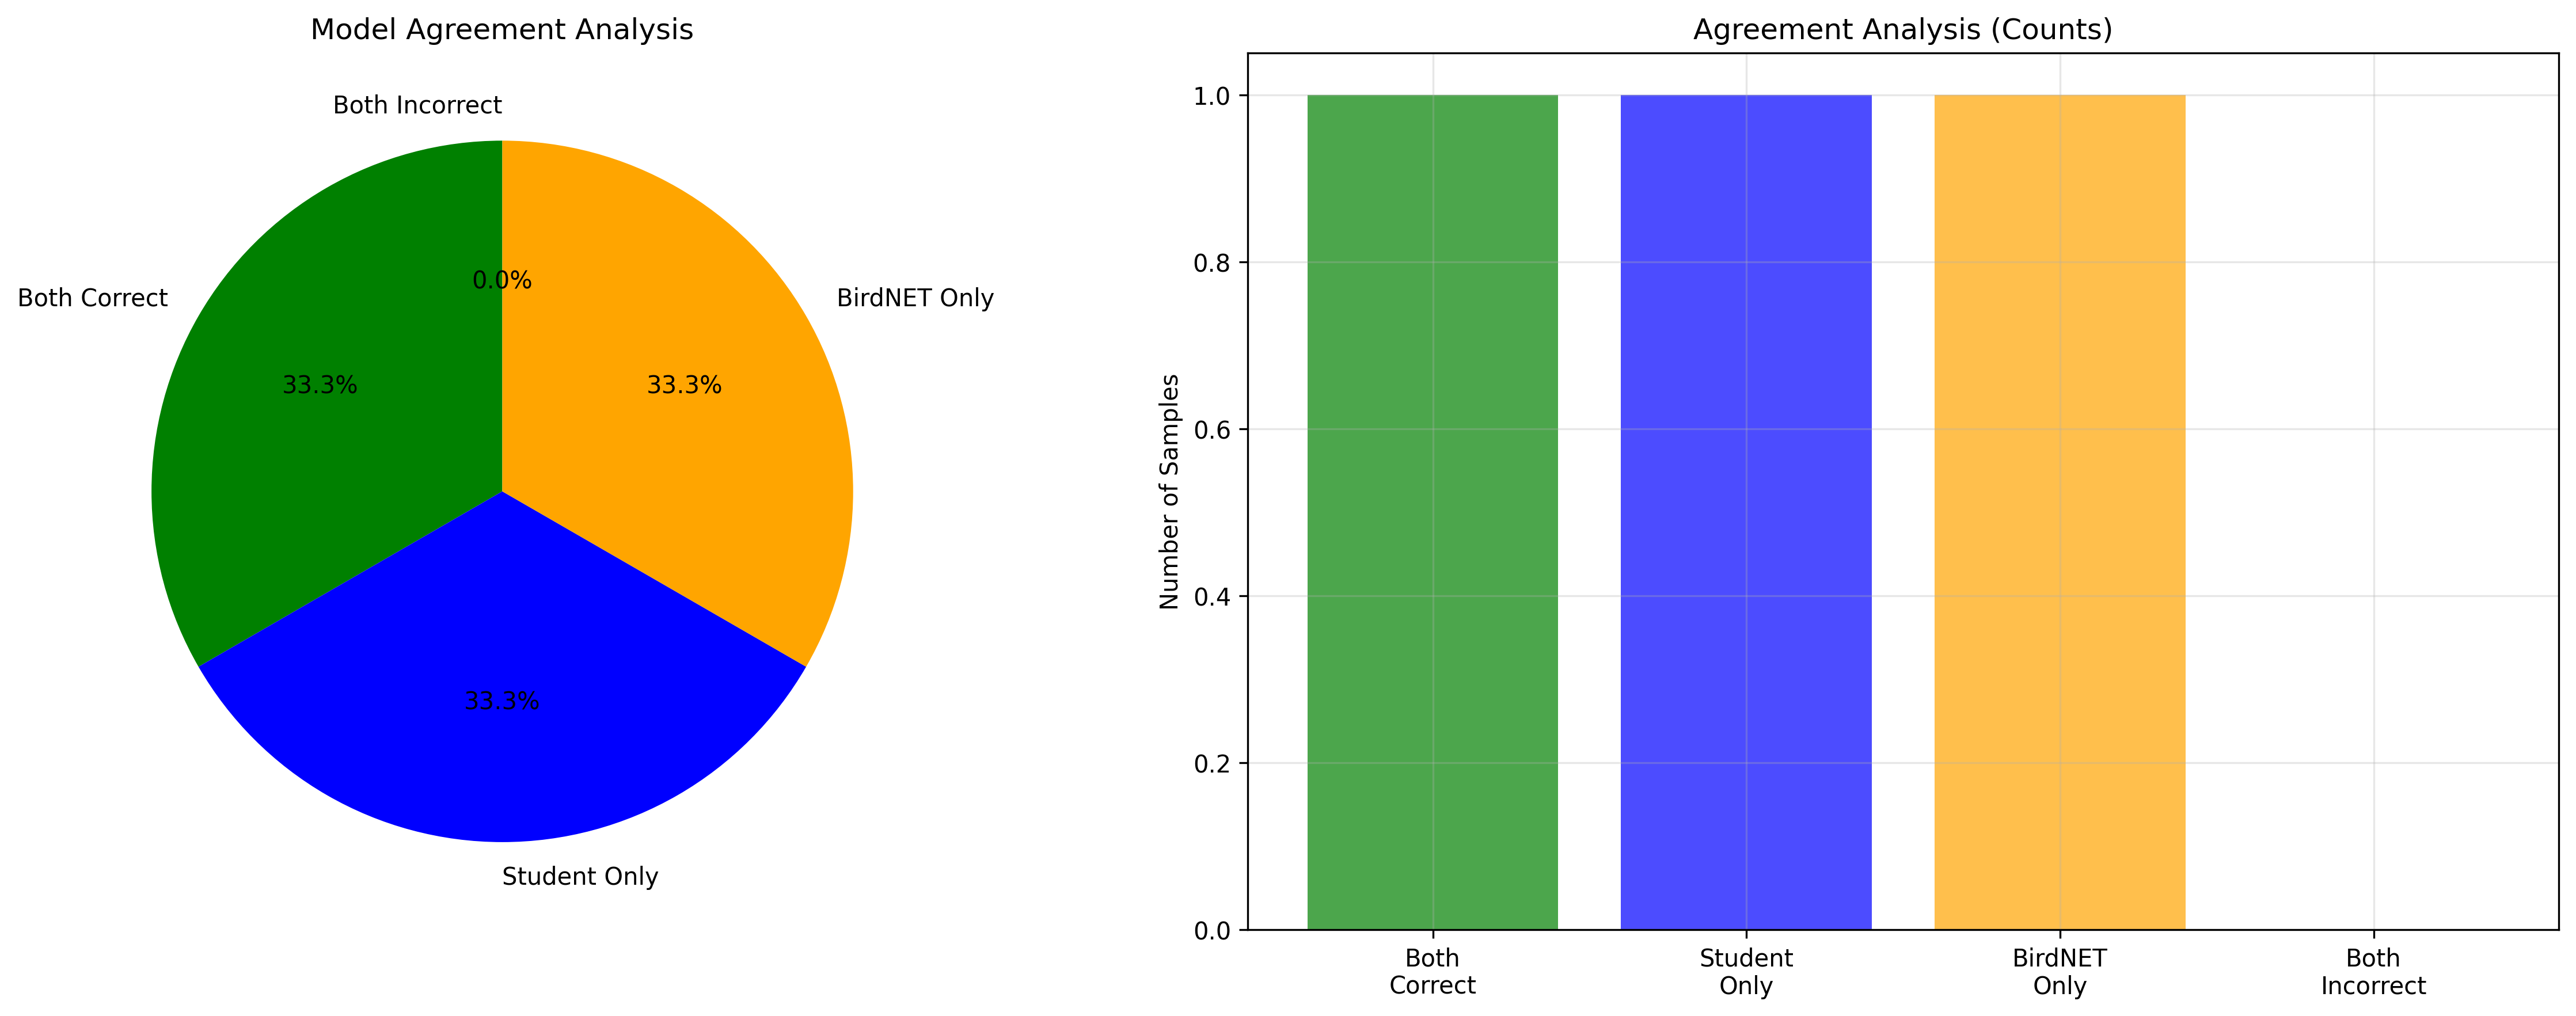 Model Agreement Analysis
Both Incorrect
0.0%
Both Correct
BirdNET Only
33.3%
33.3%
33.3%
Student Only
Agreement Analysis (Counts)
Number of Samples
1.0
0.8
0.6
0.4
0.2
0.0
Both
Correct
Student
Only
BirdNET
Only
Both
Incorrect